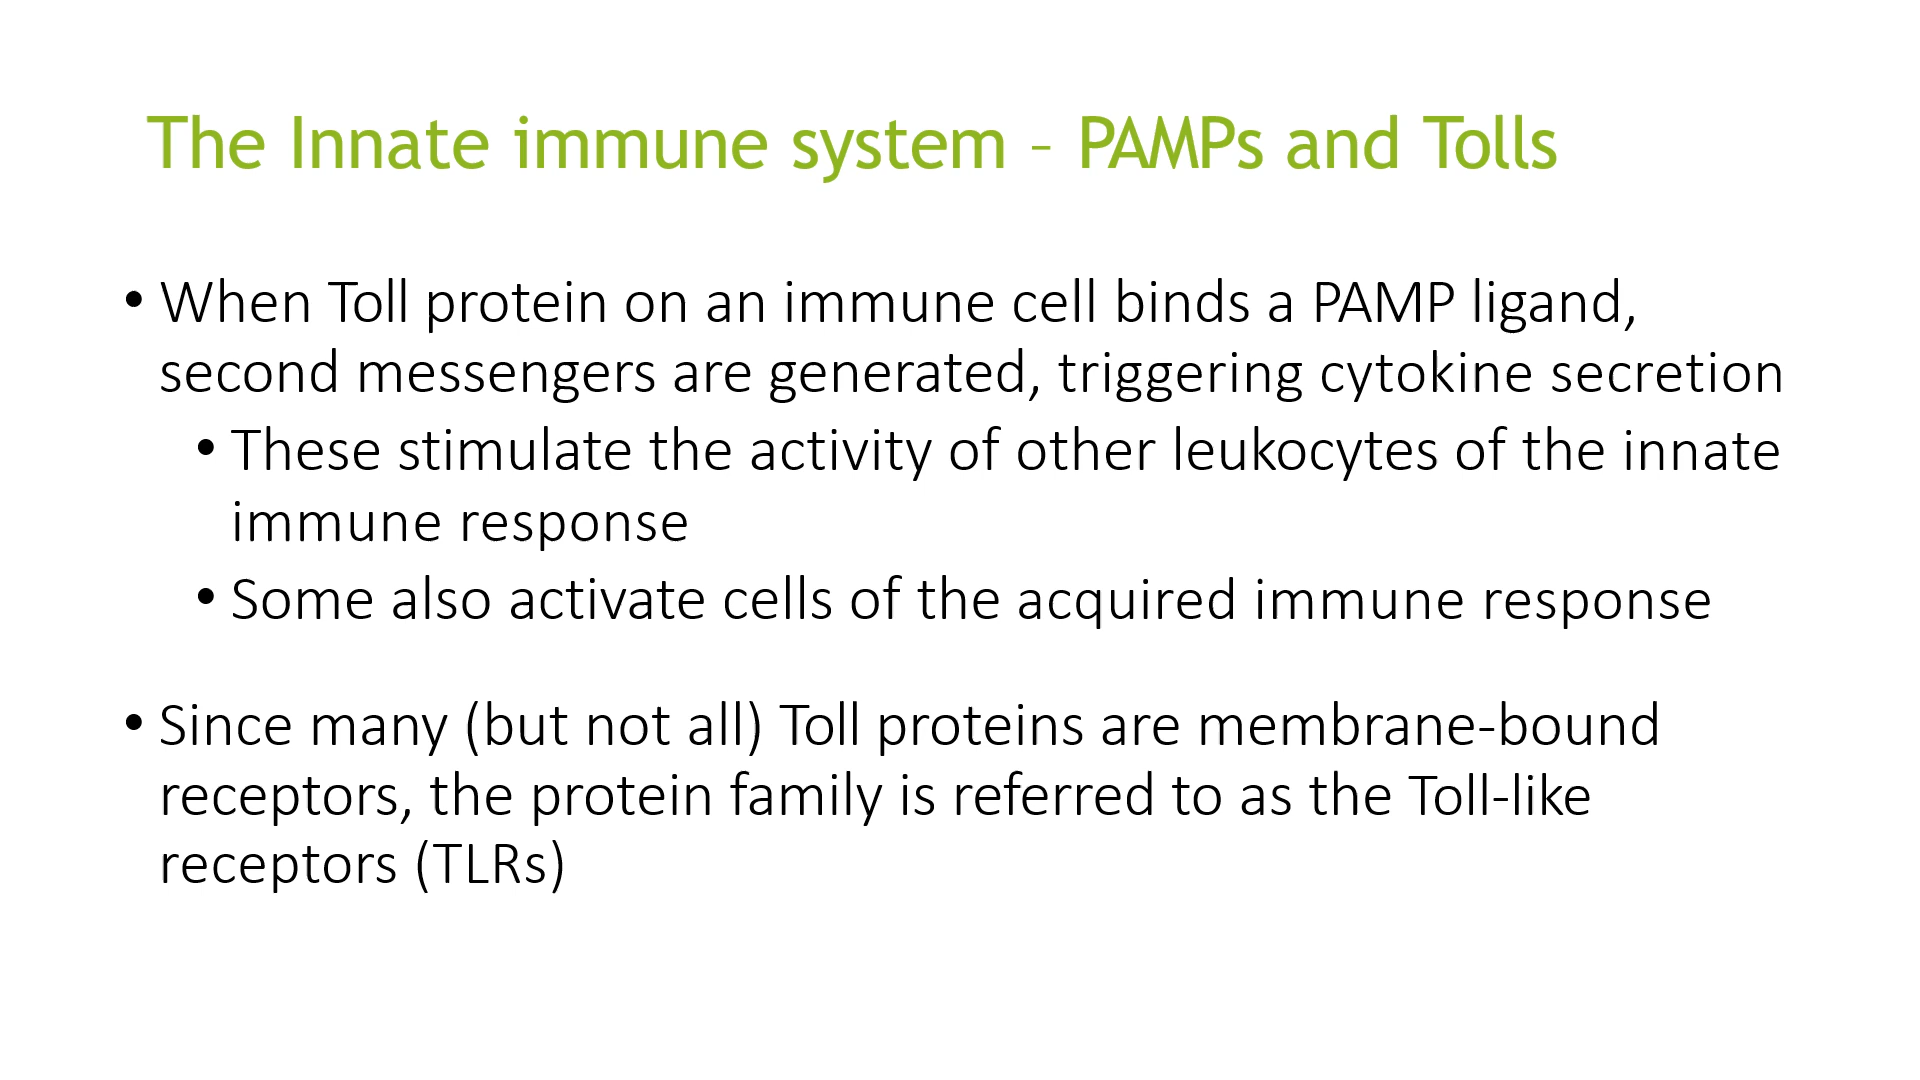 The Innate immune system – PAMPs and Tolls
• When Toll protein on an immune cell binds a PAMP ligand,
second messengers are generated, triggering cytokine secretion
• These stimulate the activity of other leukocytes of the innate
immune response
• Some also activate cells of the acquired immune response
• Since many (but not all) Toll proteins are membrane-bound
receptors, the protein family is referred to as the Toll-like
receptors (TLRs)